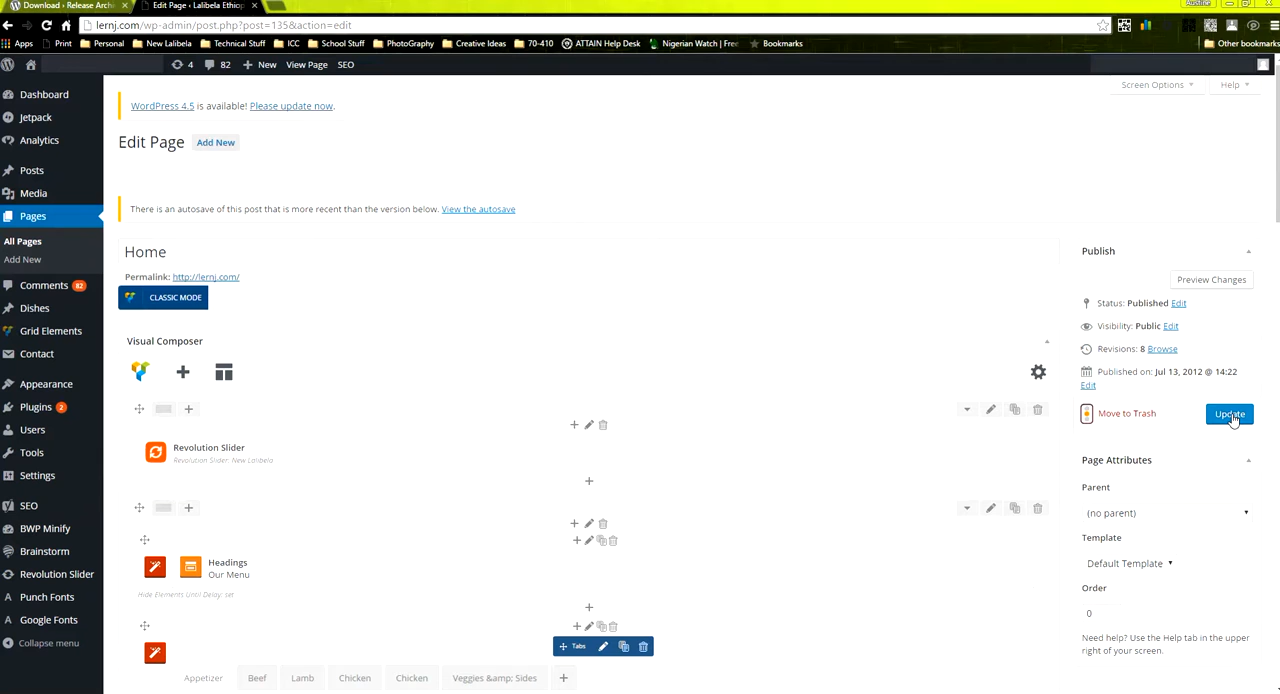 Download › Release Archi
Edit Page ‹ Lalibela Ethiop
Austine
lernj.com/wp-admin/post.php?post=135&action=edit
Apps
Print
Personal
New Lalibela
Technical Stuff
ICC
School Stuff
PhotoGraphy
Creative Ideas
70-410
ATTAIN Help Desk
Nigerian Watch | Free
Bookmarks
Other bookmarks
4
82
New
View Page
SEO
Dashboard
Jetpack
Analytics
Posts
Media
Pages
All Pages
Add New
Comments 82
Dishes
Grid Elements
Contact
Appearance
Plugins 2
Users
Tools
Settings
SEO
BWP Minify
Brainstorm
Revolution Slider
Punch Fonts
Google Fonts
Collapse menu
Screen Options
Help
WordPress 4.5 is available! Please update now.
Edit Page
Add New
There is an autosave of this post that is more recent than the version below. View the autosave
Home
Permalink: http://lernj.com/
CLASSIC MODE
Visual Composer
Revolution Slider
Revolution Slider: New Lalibela
Headings
Our Menu
Hide Elements Until Delay: set
Tabs
Appetizer
Beef
Lamb
Chicken
Chicken
Veggies &amp; Sides
Publish
Preview Changes
Status: Published Edit
Visibility: Public Edit
Revisions: 8 Browse
Published on: Jul 13, 2012 @ 14:22
Edit
Move to Trash
Update
Page Attributes
Parent
(no parent)
Template
Default Template
Order
0
Need help? Use the Help tab in the upper
right of your screen.